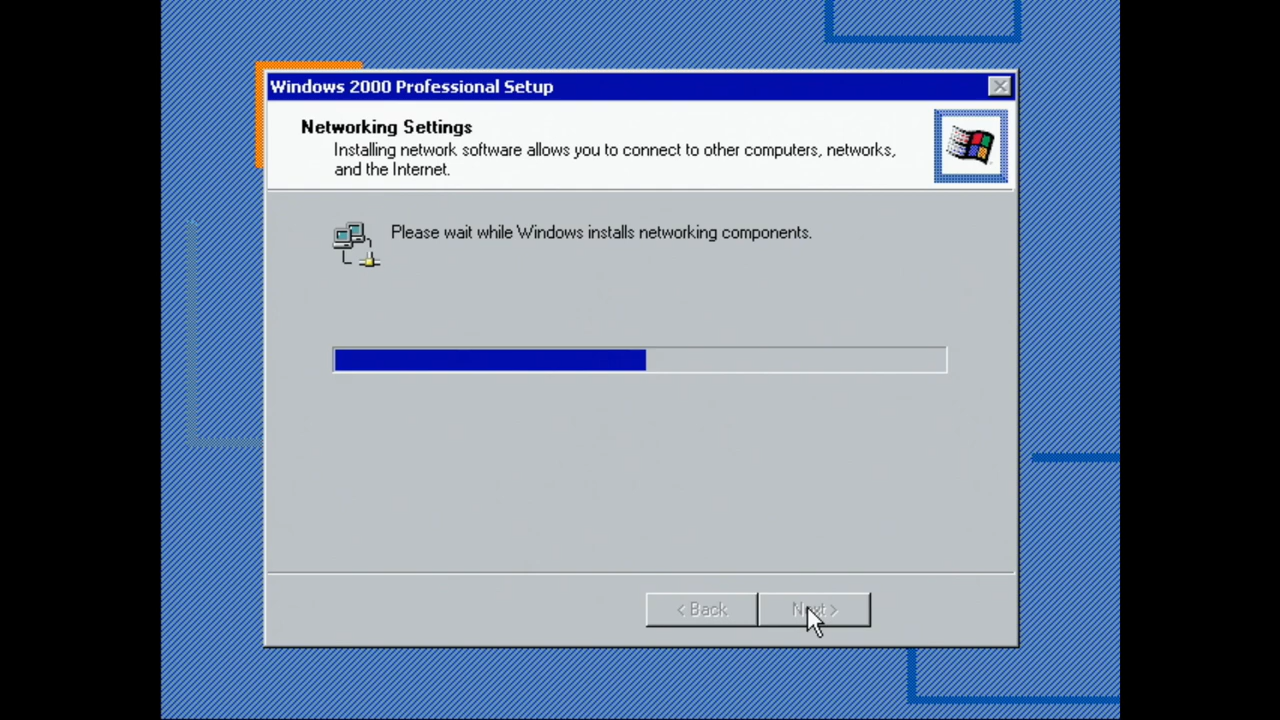 Windows 2000 Professional Setup
Networking Settings
Installing network software allows you to connect to other computers, networks,
and the Internet.
Please wait while Windows installs networking components.
< Back
Next >